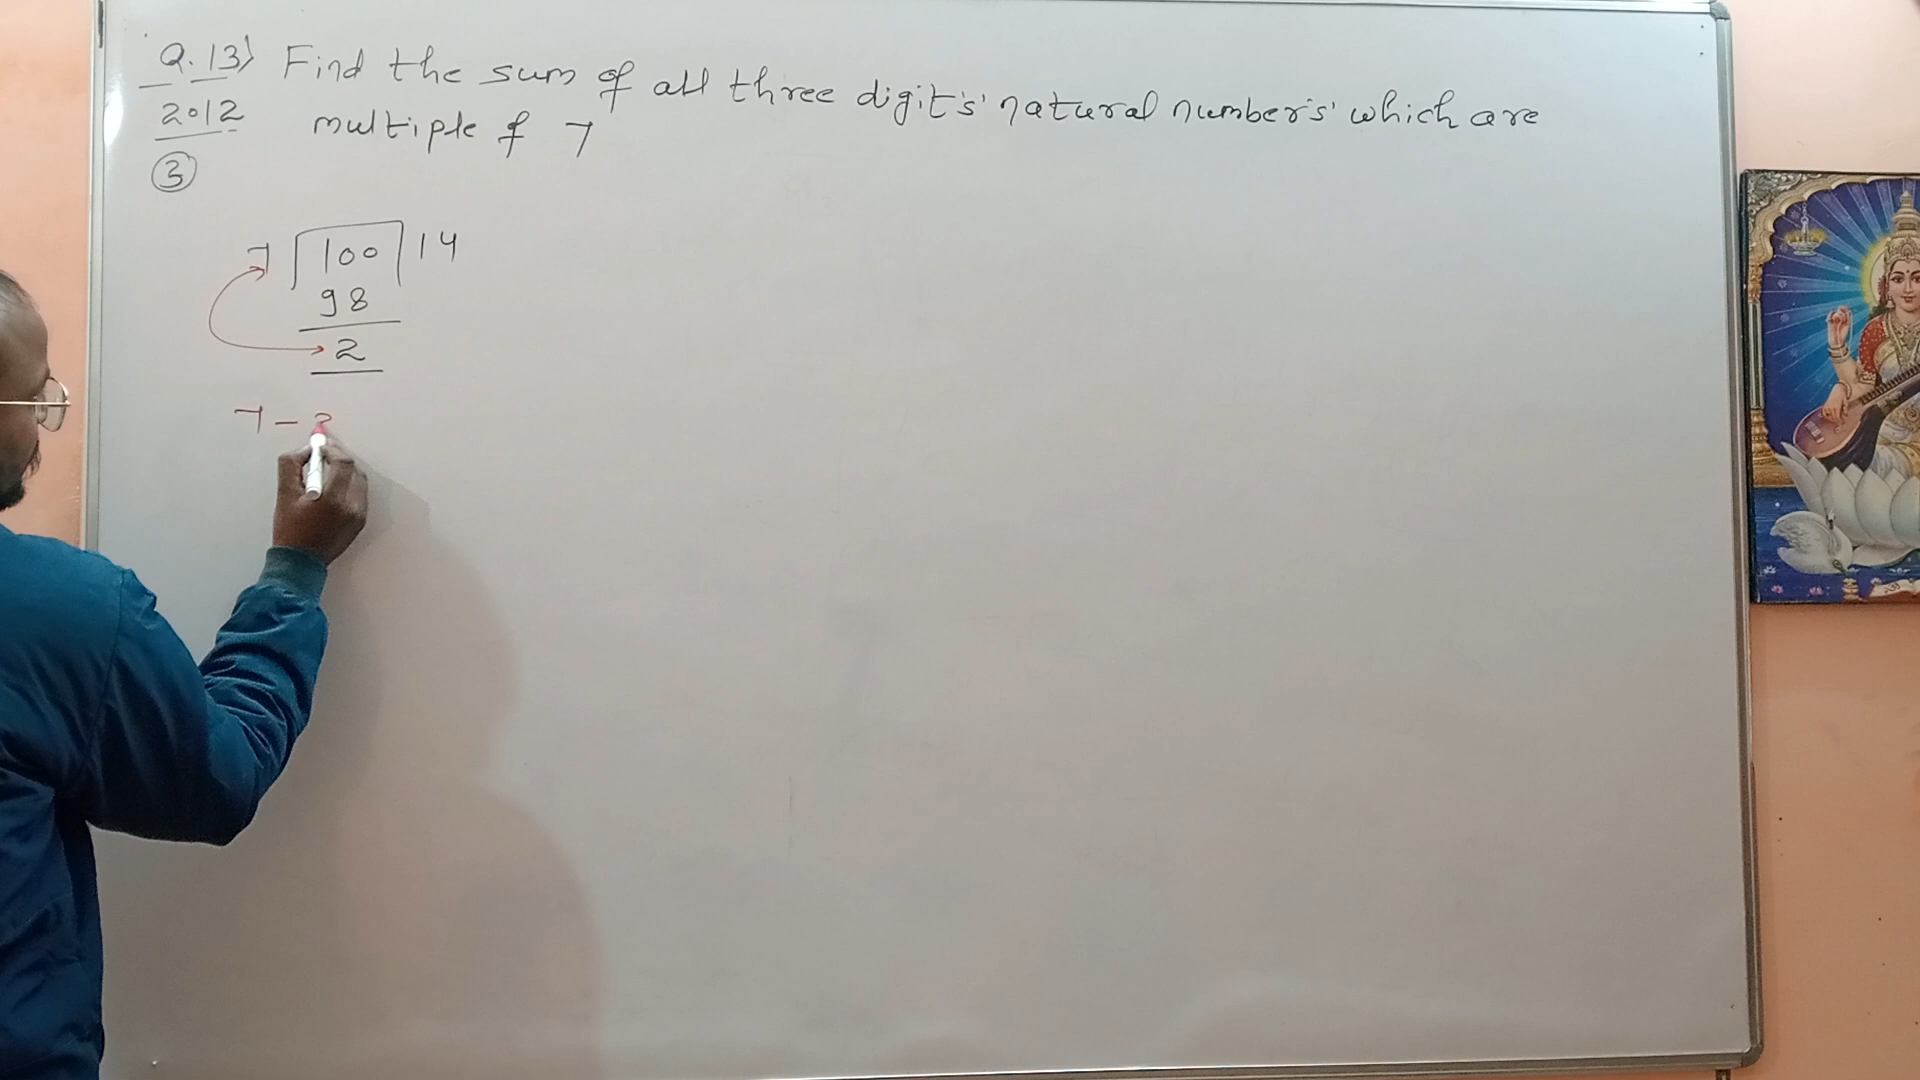 Q.13) Find the sum of all three digit's' natural number's' which are
2012 multiple of 7
3
7 100 14
98
2
7 - 2